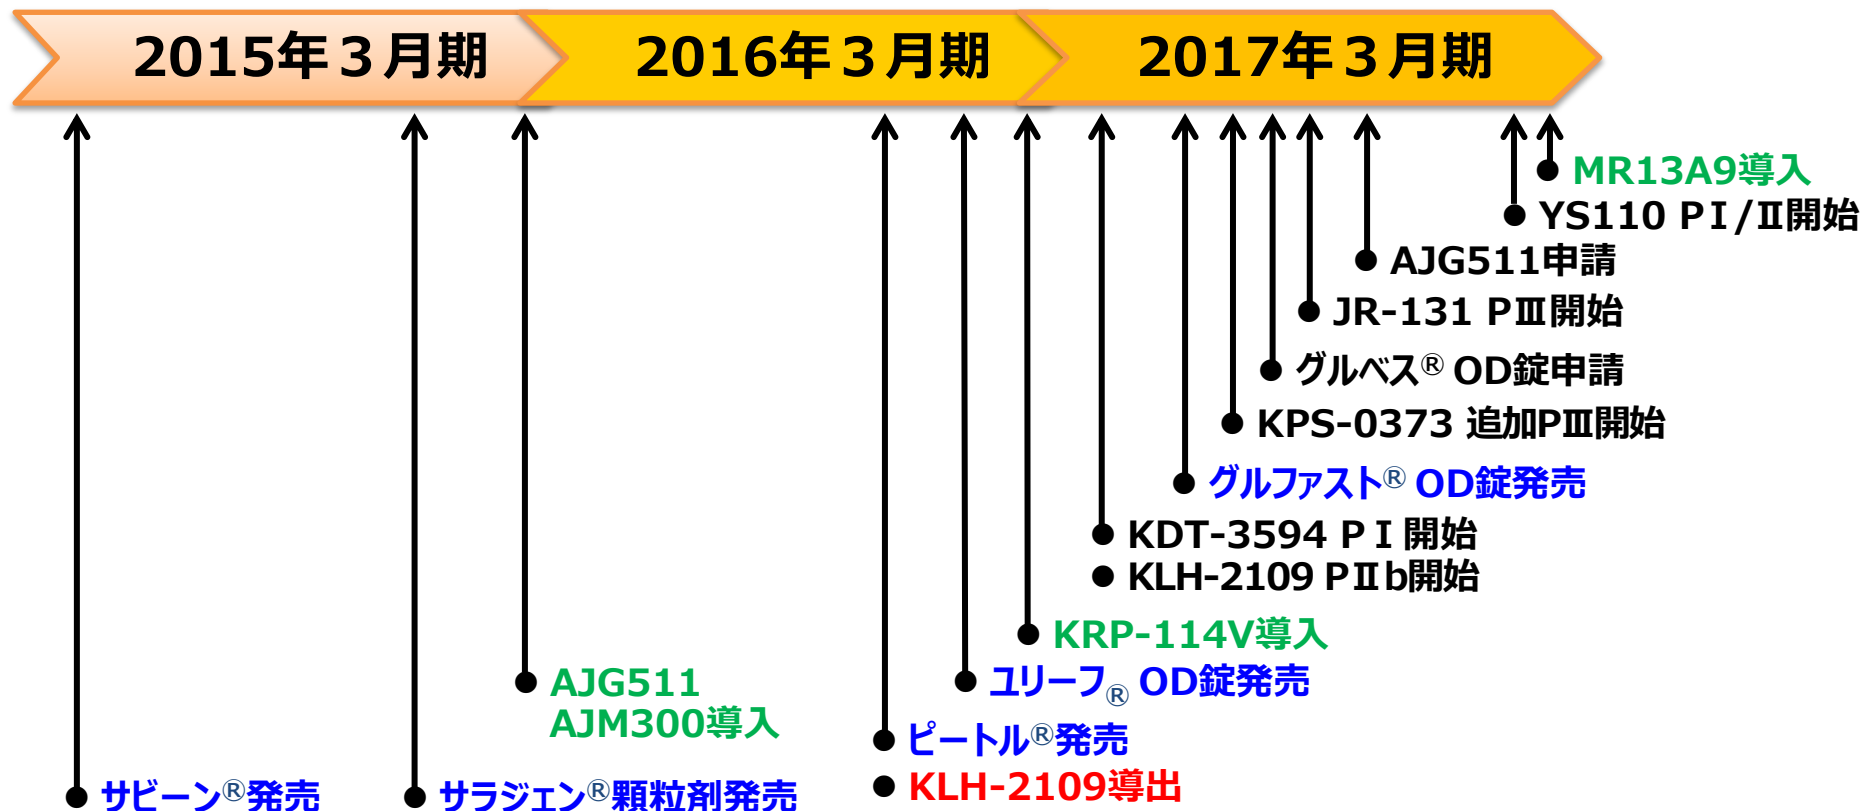 2015年３月期
2016年３月期
2017年３月期
MR13A9導入
YS110 PⅠ/Ⅱ開始
AJG511申請
JR-131 PⅢ開始
グルベス® OD錠申請
KPS-0373 追加PⅢ開始
グルファスト® OD錠発売
KDT-3594 PⅠ開始
KLH-2109 PⅡb開始
KRP-114V導入
ユリーフ® OD錠発売
AJG511
AJM300導入
ピートル®発売
KLH-2109導出
サビーン®発売
サラジェン®顆粒剤発売